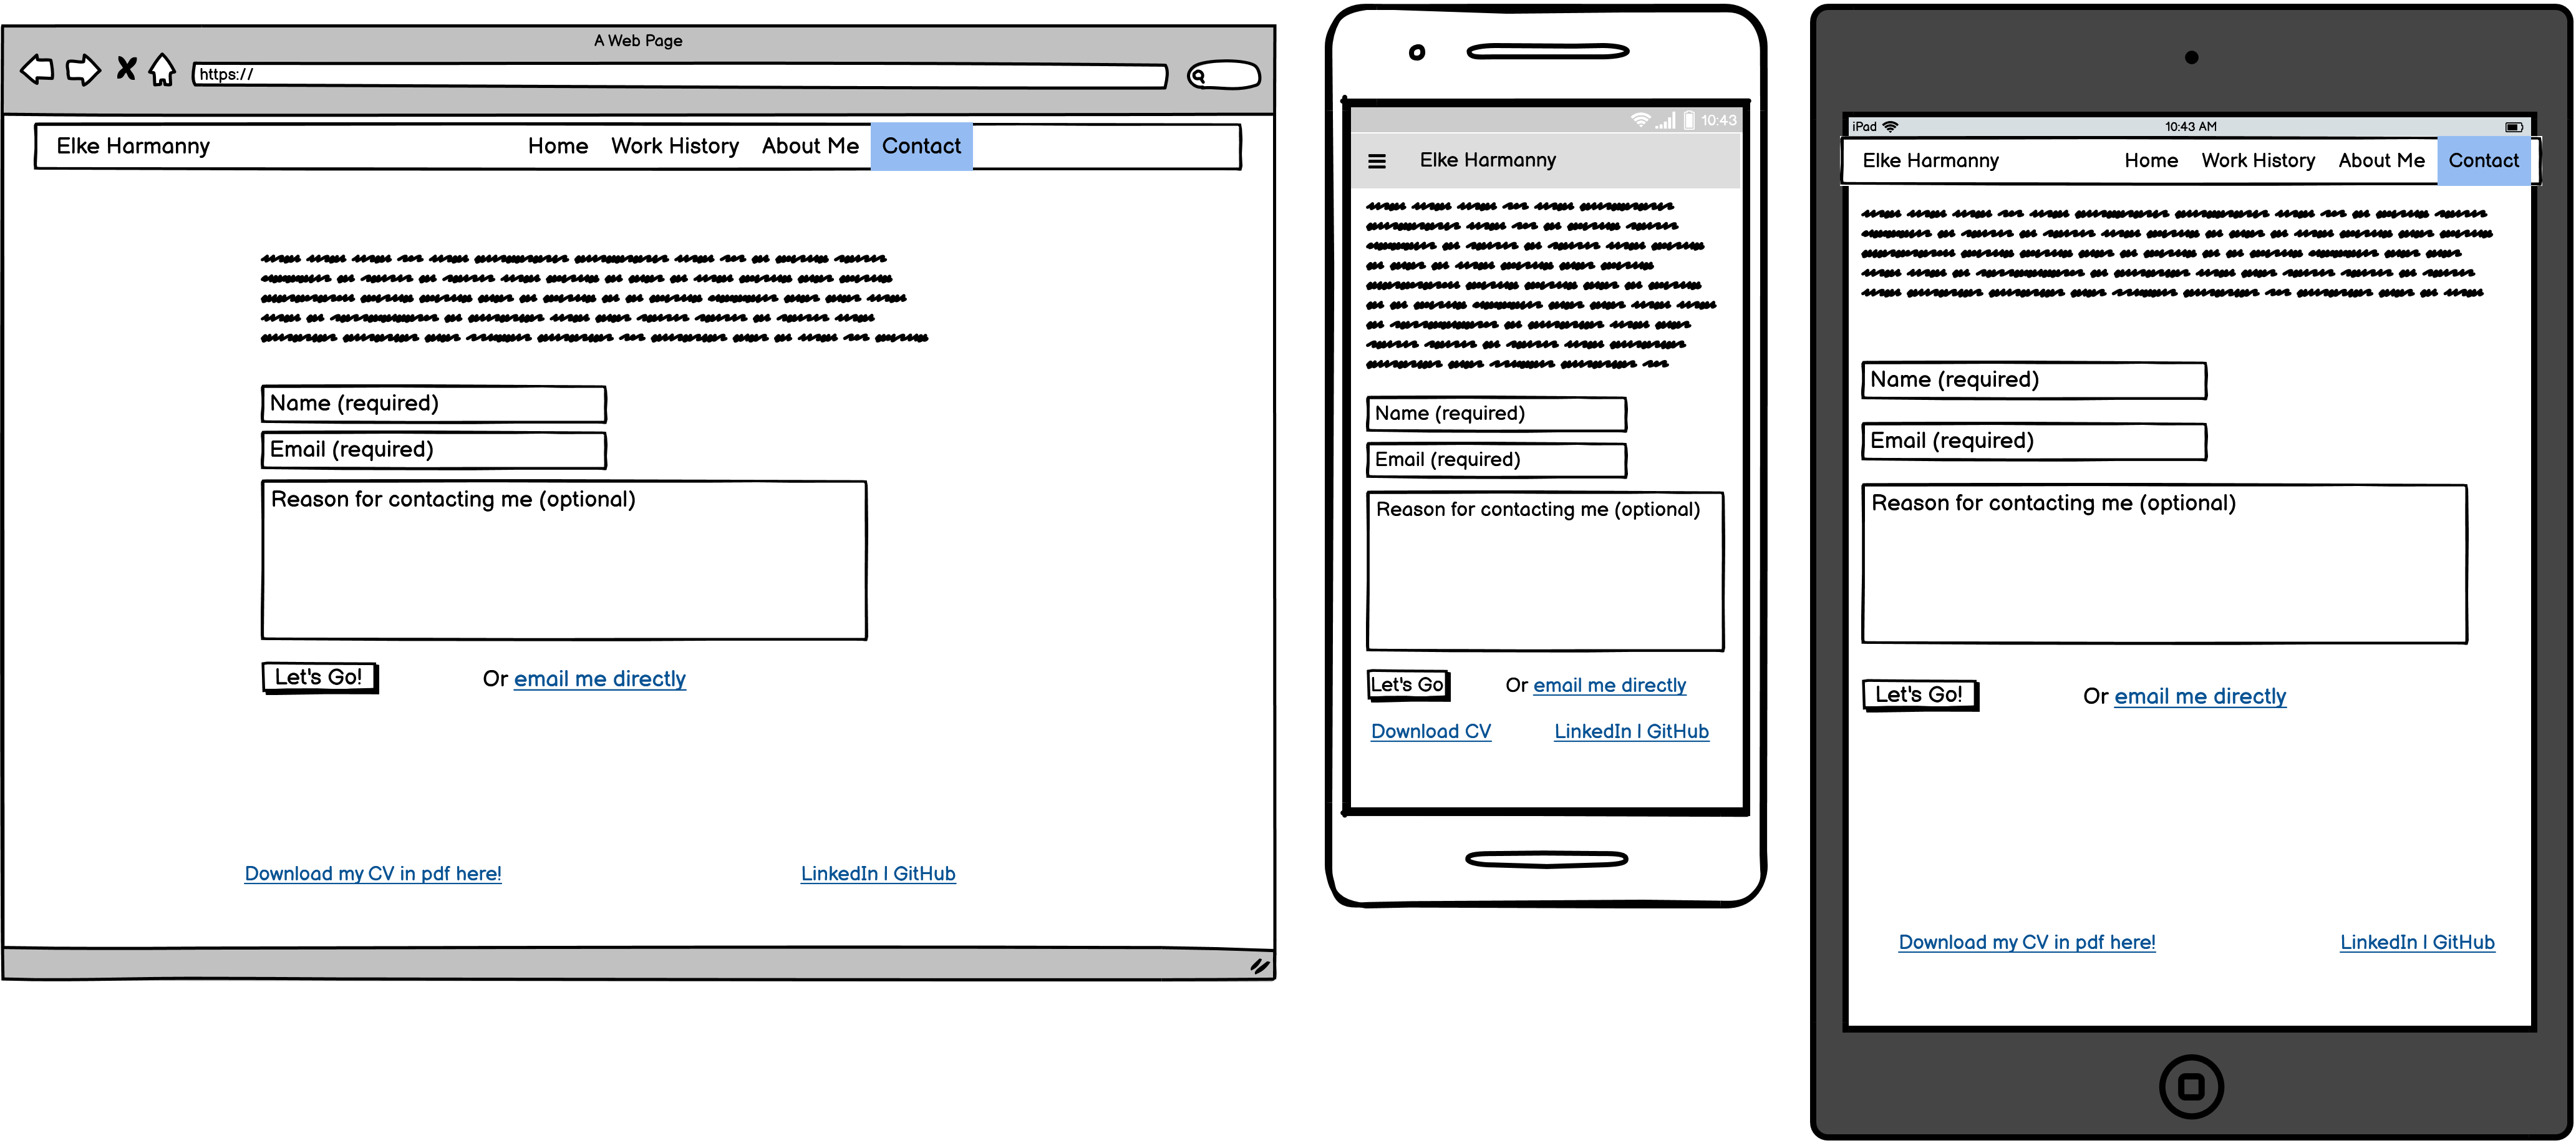 A Web Page
https://
Elke Harmanny Home Work History About Me Contact
Name (required)
Email (required)
Reason for contacting me (optional)
Let's Go! Or email me directly
Download my CV in pdf here! LinkedIn | GitHub
10:43
Elke Harmanny
Name (required)
Email (required)
Reason for contacting me (optional)
Let's Go Or email me directly
Download CV LinkedIn | GitHub
iPad 10:43 AM
Elke Harmanny Home Work History About Me Contact
Name (required)
Email (required)
Reason for contacting me (optional)
Let's Go! Or email me directly
Download my CV in pdf here! LinkedIn | GitHub